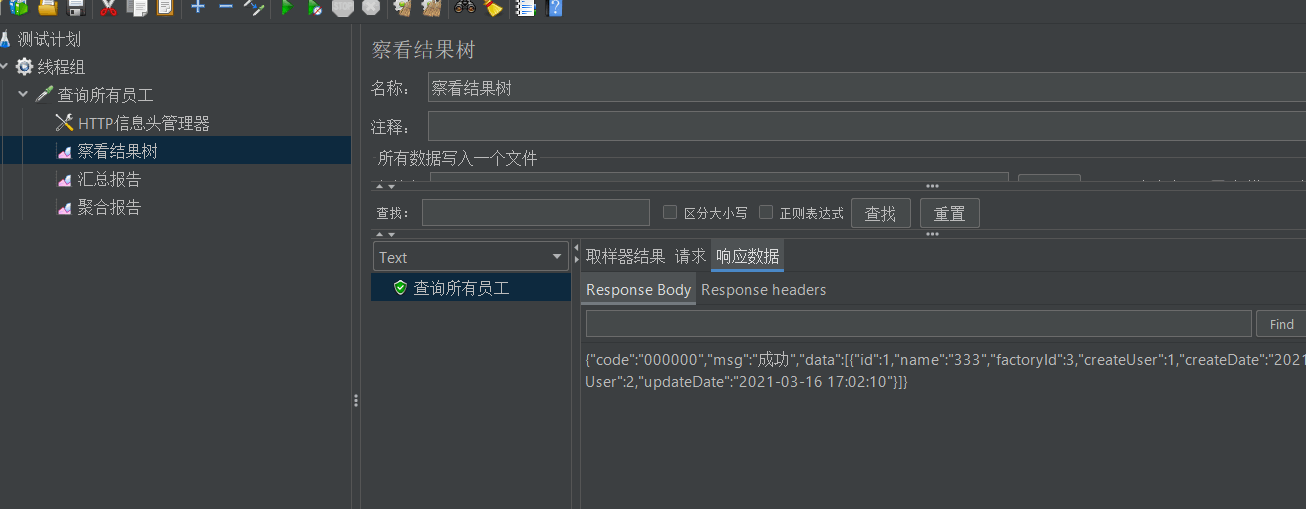 STOP
测试计划
线程组
查询所有员工
HTTP信息头管理器
察看结果树
汇总报告
聚合报告
察看结果树
名称： 察看结果树
注释：
所有数据写入一个文件
查找： 区分大小写 正则表达式 查找 重置
Text
查询所有员工
取样器结果 请求 响应数据
Response Body Response headers
Find
{"code":"000000","msg":"成功","data":[{"id":1,"name":"333","factoryId":3,"createUser":1,"createDate":"2021
User":2,"updateDate":"2021-03-16 17:02:10"}]}